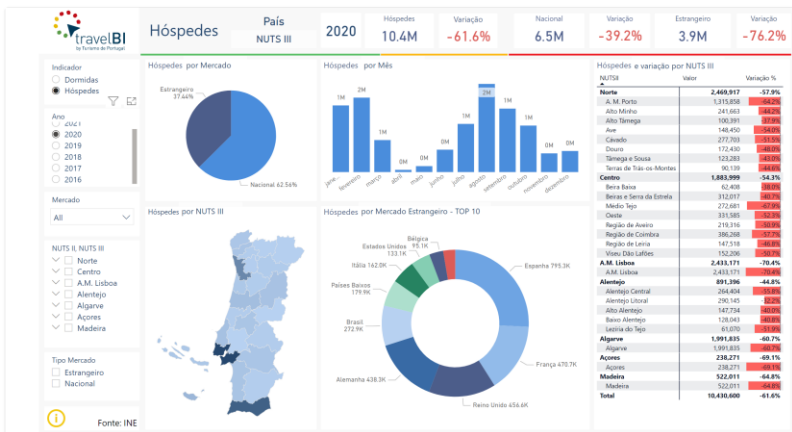 travelBI
by Turismo de Portugal
Hóspedes
País
NUTS III
2020
Hóspedes
10.4M
Variação
-61.6%
Nacional
6.5M
Variação
-39.2%
Estrangeiro
3.9M
Variação
-76.2%
Indicador
Dormidas
Hóspedes
Ano
2021
2020
2019
2018
2017
2016
Mercado
All
NUTS II, NUTS III
Norte
Centro
A.M. Lisboa
Alentejo
Algarve
Açores
Madeira
Tipo Mercado
Estrangeiro
Nacional
Fonte: INE
Hóspedes por Mercado
Estrangeiro
37.44%
Nacional 62.56%
Hóspedes por Mês
1M
2M
1M
0M
0M
0M
1M
2M
1M
1M
0M
0M
jane...
fevereiro
março
abril
maio
junho
julho
agosto
setembro
outubro
novembro
dezembro
Hóspedes por NUTS III
Hóspedes por Mercado Estrangeiro - TOP 10
Bélgica
95.1K
Estados Unidos
133.1K
Itália 162.0K
Países Baixos
179.9K
Brasil
272.9K
Alemanha 438.3K
Reino Unido 456.6K
França 470.7K
Espanha 795.3K
Hóspedes e variação por NUTS III
NUTSII Valor Variação %
Norte 2,469,917 -57.9%
A. M. Porto 1,315,858 -64.2%
Alto Minho 241,663 -44.2%
Alto Tâmega 100,391 -37.9%
Ave 148,450 -54.0%
Cávado 277,703 -51.5%
Douro 172,430 -48.0%
Tâmega e Sousa 123,283 -43.0%
Terras de Trás-os-Montes 90,139 -44.6%
Centro 1,883,999 -54.3%
Beira Baixa 62,408 -38.0%
Beiras e Serra da Estrela 312,017 -40.7%
Médio Tejo 272,681 -67.9%
Oeste 331,585 -52.3%
Região de Aveiro 219,316 -50.9%
Região de Coimbra 386,268 -57.7%
Região de Leiria 147,518 -46.8%
Viseu Dão Lafões 152,206 -50.7%
A.M. Lisboa 2,433,171 -70.4%
A.M. Lisboa 2,433,171 -70.4%
Alentejo 891,396 -44.8%
Alentejo Central 264,404 -55.8%
Alentejo Litoral 290,145 -32.2%
Alto Alentejo 147,734 -40.0%
Baixo Alentejo 128,043 -40.8%
Lezíria do Tejo 61,070 -51.9%
Algarve 1,991,835 -60.7%
Algarve 1,991,835 -60.7%
Açores 238,271 -69.1%
Açores 238,271 -69.1%
Madeira 522,011 -64.8%
Madeira 522,011 -64.8%
Total 10,430,600 -61.6%